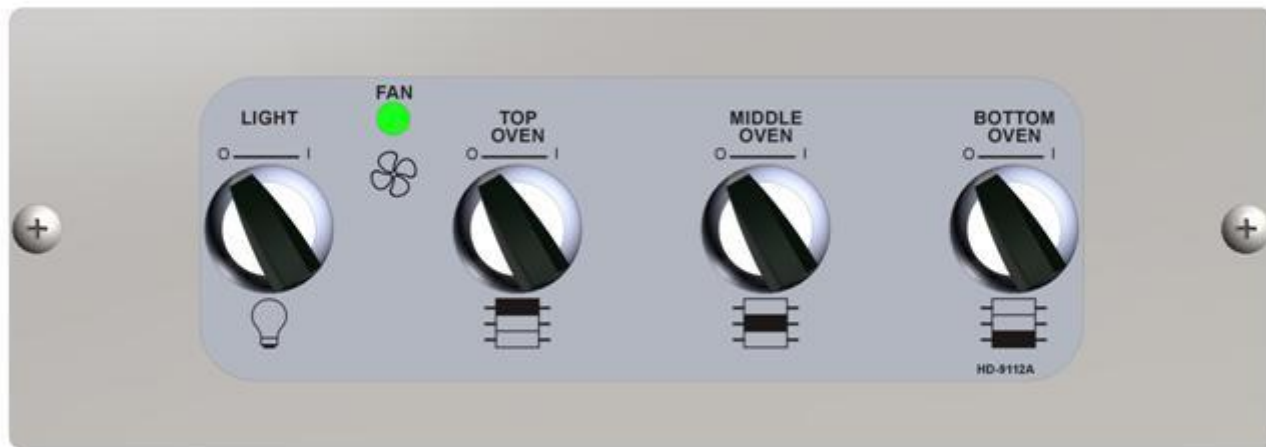 LIGHT
O I
FAN
TOP
OVEN
O I
MIDDLE
OVEN
O I
BOTTOM
OVEN
O I
HD-9112A